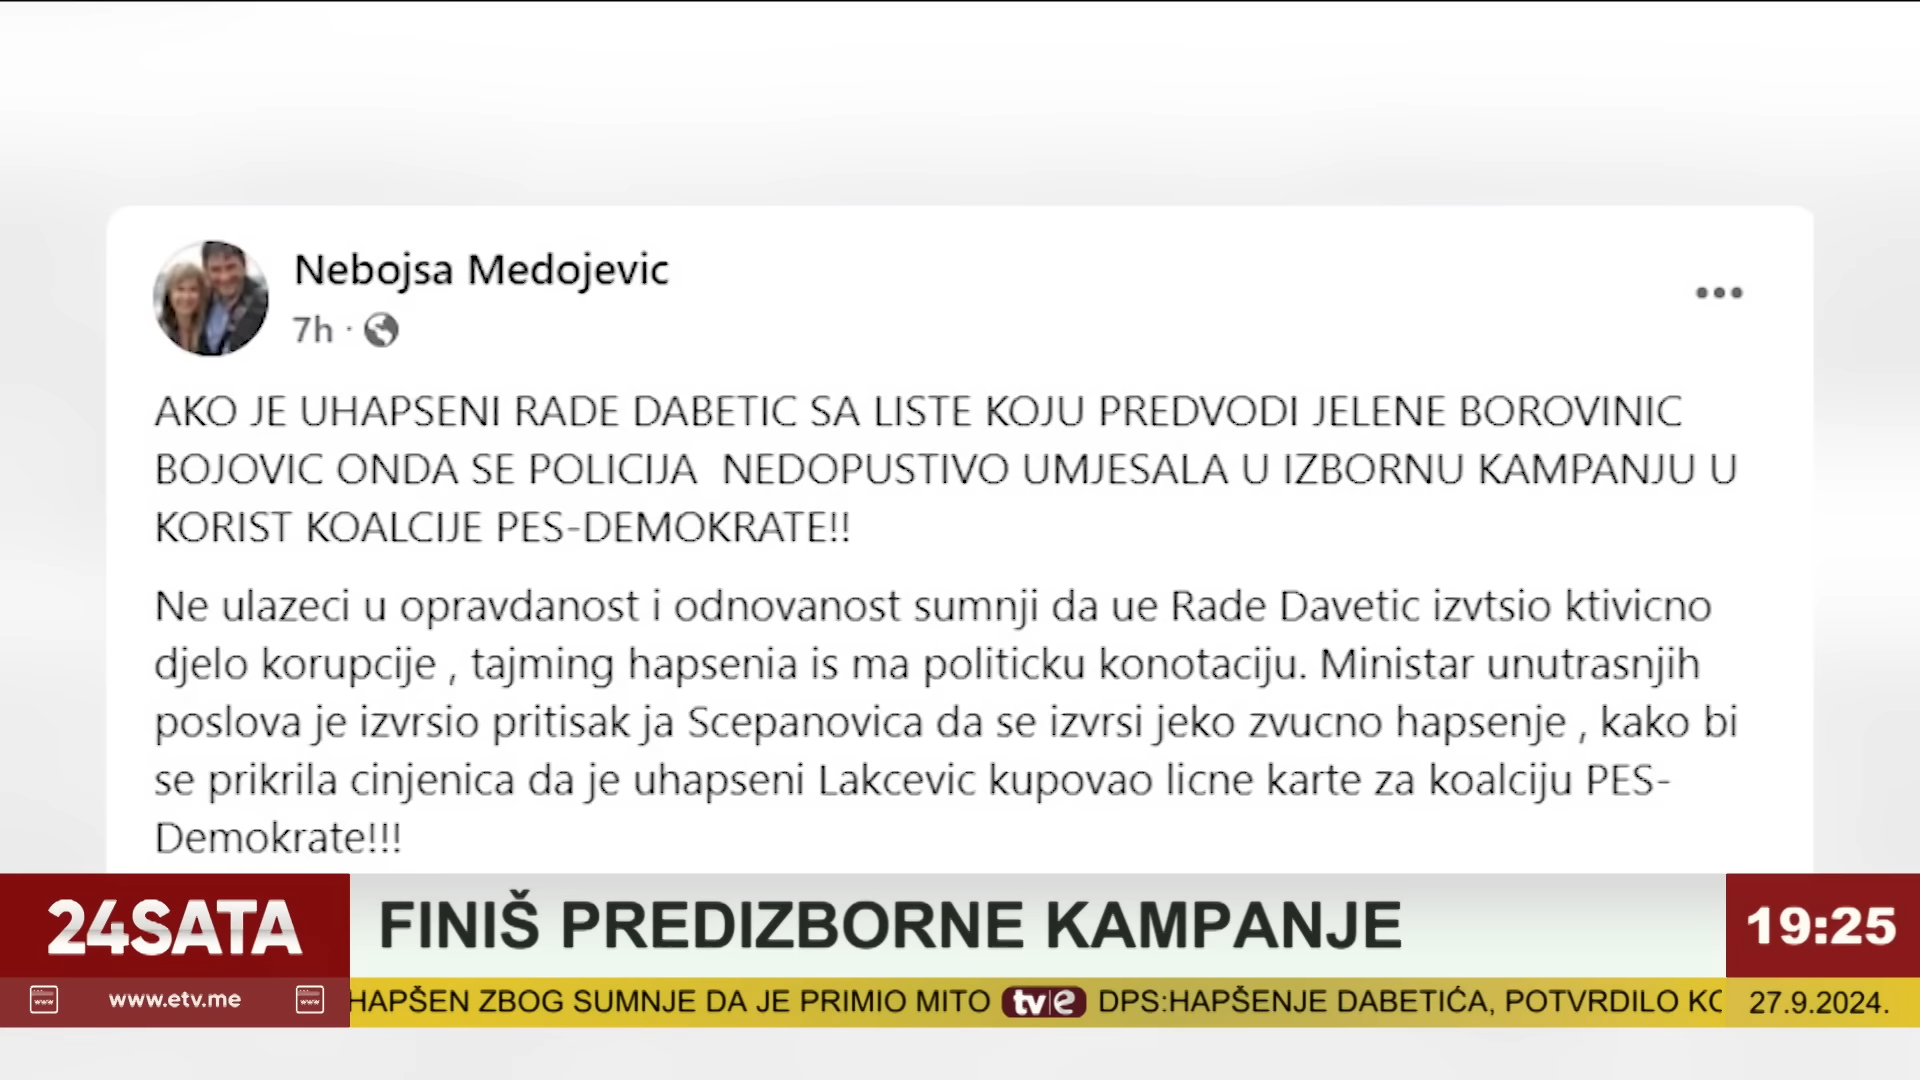 Nebojsa Medojevic
7h ·
AKO JE UHAPSENI RADE DABETIC SA LISTE KOJU PREDVODI JELENE BOROVINIC
BOJOVIC ONDA SE POLICIJA NEDOPUSTIVO UMJESALA U IZBORNU KAMPANJU U
KORIST KOALCIJE PES-DEMOKRATE!!
Ne ulazeci u opravdanost i odnovanost sumnji da ue Rade Davetic izvtsio ktivicno
djelo korupcije , tajming hapsenia is ma politicku konotaciju. Ministar unutrasnjih
poslova je izvrsio pritisak ja Scepanovica da se izvrsi jeko zvucno hapsenje , kako bi
se prikrila cinjenica da je uhapseni Lakcevic kupovao licne karte za koalciju PES-
Demokrate!!!
24SATA
FINIŠ PREDIZBORNE KAMPANJE
19:25
www
www.etv.me
www
HAPŠEN ZBOG SUMNJE DA JE PRIMIO MITO tv e DPS:HAPŠENJE DABETIĆA, POTVRDILO KO
27.9.2024.